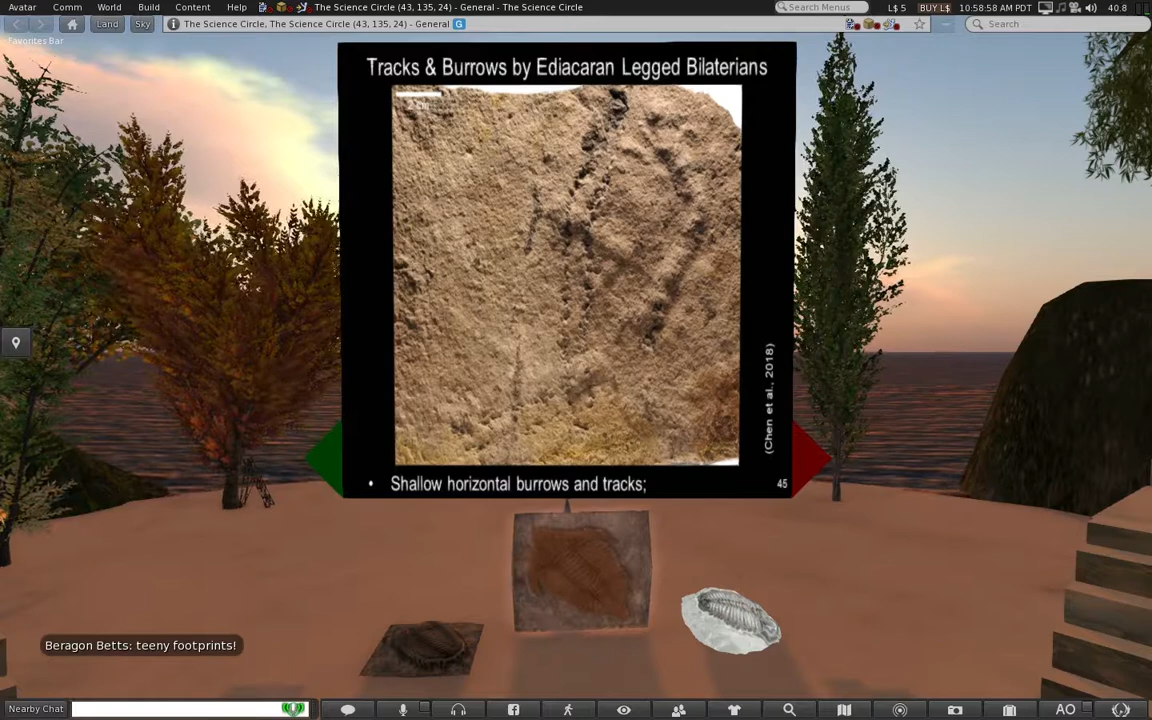 Avatar Comm World Build Content Help The Science Circle (43, 135, 24) - General - The Science Circle Search Menus L$ 5 BUY L$ 10:58:58 AM PDT 40.8
Land Sky The Science Circle, The Science Circle (43, 135, 24) - General G Search
Favorites Bar
Tracks & Burrows by Ediacaran Legged Bilaterians
(Chen et al., 2018)
• Shallow horizontal burrows and tracks;
45
Beragon Betts: teeny footprints!
Nearby Chat AO